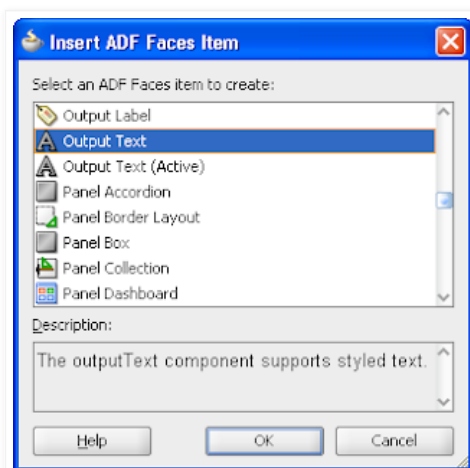 Insert ADF Faces Item
Select an ADF Faces item to create:
Output Label
Output Text
Output Text (Active)
Panel Accordion
Panel Border Layout
Panel Box
Panel Collection
Panel Dashboard
Description:
The outputText component supports styled text.
Help OK Cancel